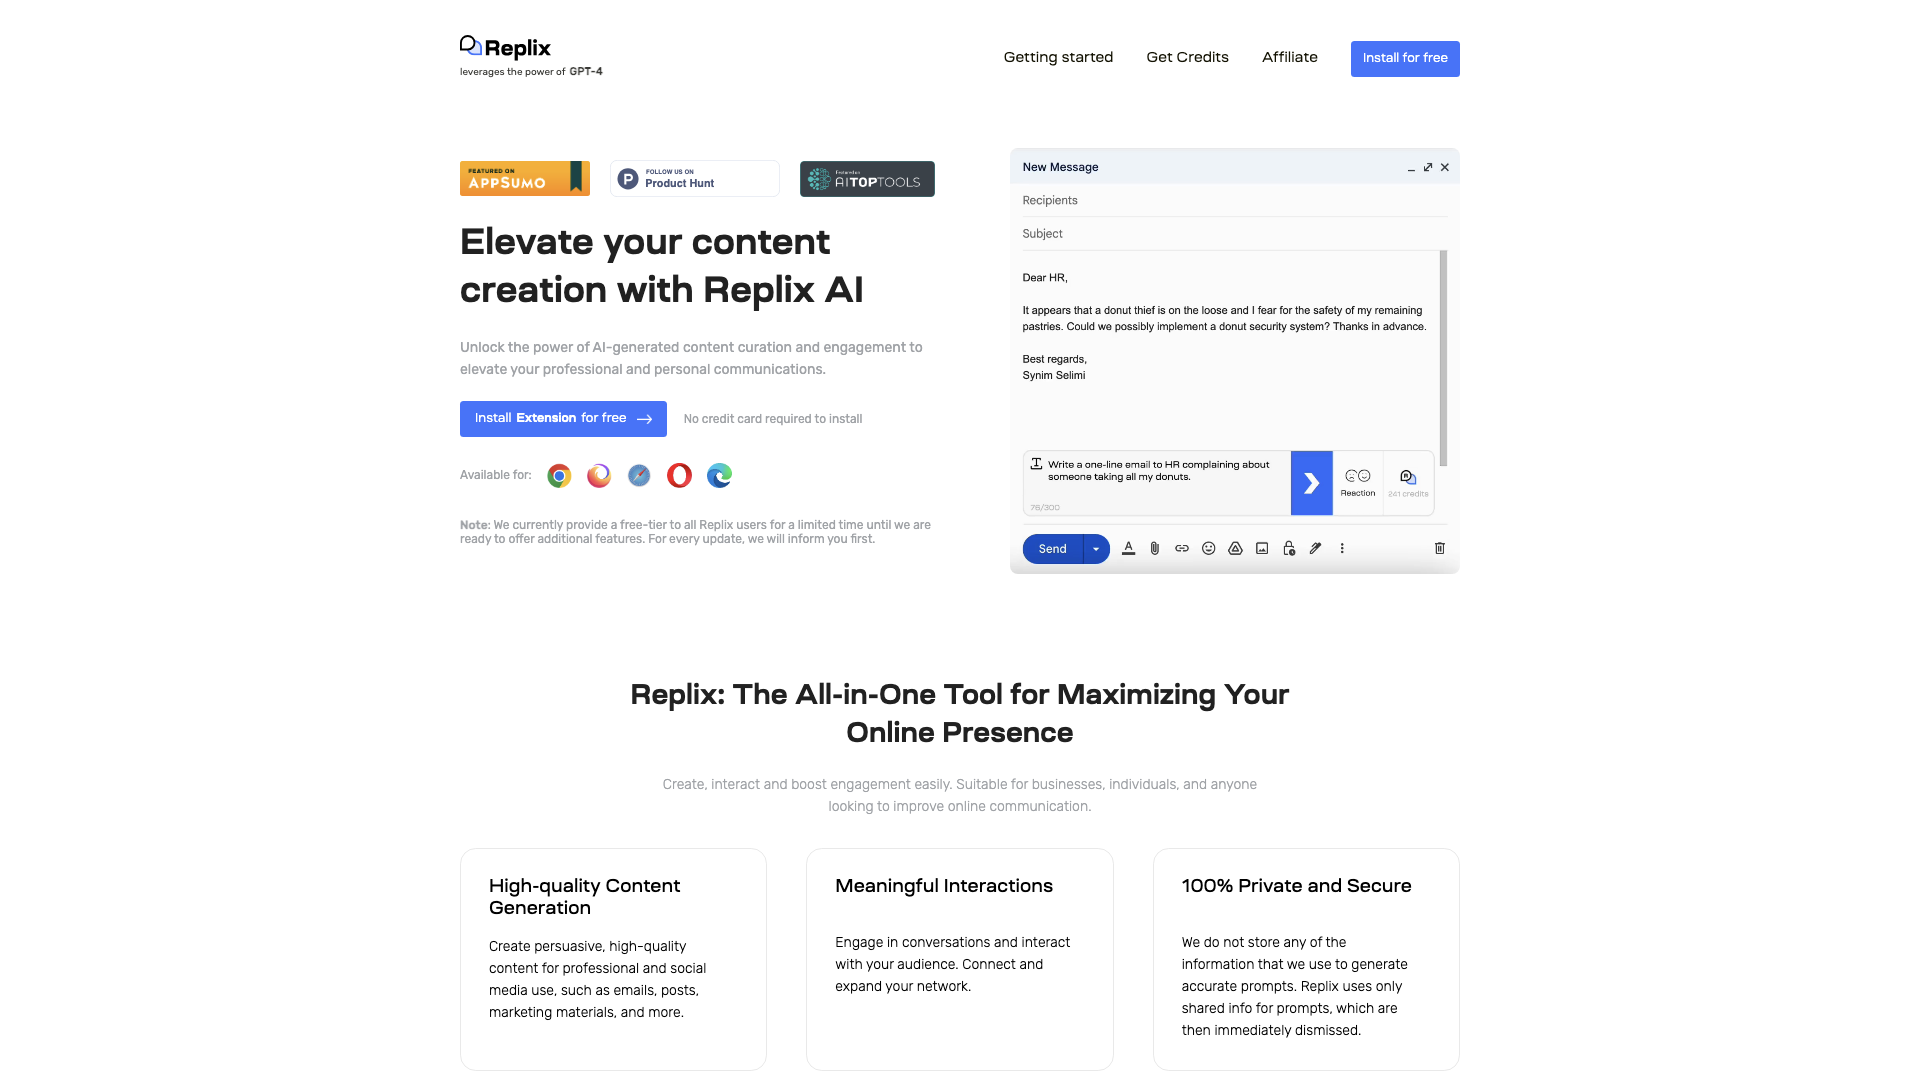 Replix
leverages the power of GPT-4
Getting started
Get Credits
Affiliate
Install for free
FEATURED ON
APPSUMO
FOLLOW US ON
Product Hunt
Featured on
AITOPTOOLS
Elevate your content
creation with Replix AI
Unlock the power of AI-generated content curation and engagement to
elevate your professional and personal communications.
Install Extension for free
No credit card required to install
Available for:
Note: We currently provide a free-tier to all Replix users for a limited time until we are
ready to offer additional features. For every update, we will inform you first.
New Message
Recipients
Subject
Dear HR,
It appears that a donut thief is on the loose and I fear for the safety of my remaining
pastries. Could we possibly implement a donut security system? Thanks in advance.
Best regards,
Synim Selimi
Write a one-line email to HR complaining about
someone taking all my donuts.
76/300
Reaction
241 credits
Send
Replix: The All-in-One Tool for Maximizing Your
Online Presence
Create, interact and boost engagement easily. Suitable for businesses, individuals, and anyone
looking to improve online communication.
High-quality Content
Generation
Create persuasive, high-quality
content for professional and social
media use, such as emails, posts,
marketing materials, and more.
Meaningful Interactions
Engage in conversations and interact
with your audience. Connect and
expand your network.
100% Private and Secure
We do not store any of the
information that we use to generate
accurate prompts. Replix uses only
shared info for prompts, which are
then immediately dismissed.